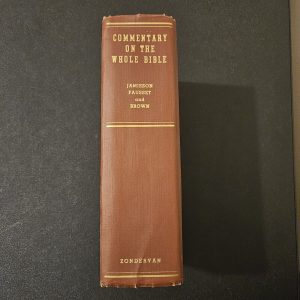 COMMENTARY
ON THE
WHOLE BIBLE
JAMIESON
FAUSSET
and
BROWN
ZONDERVAN